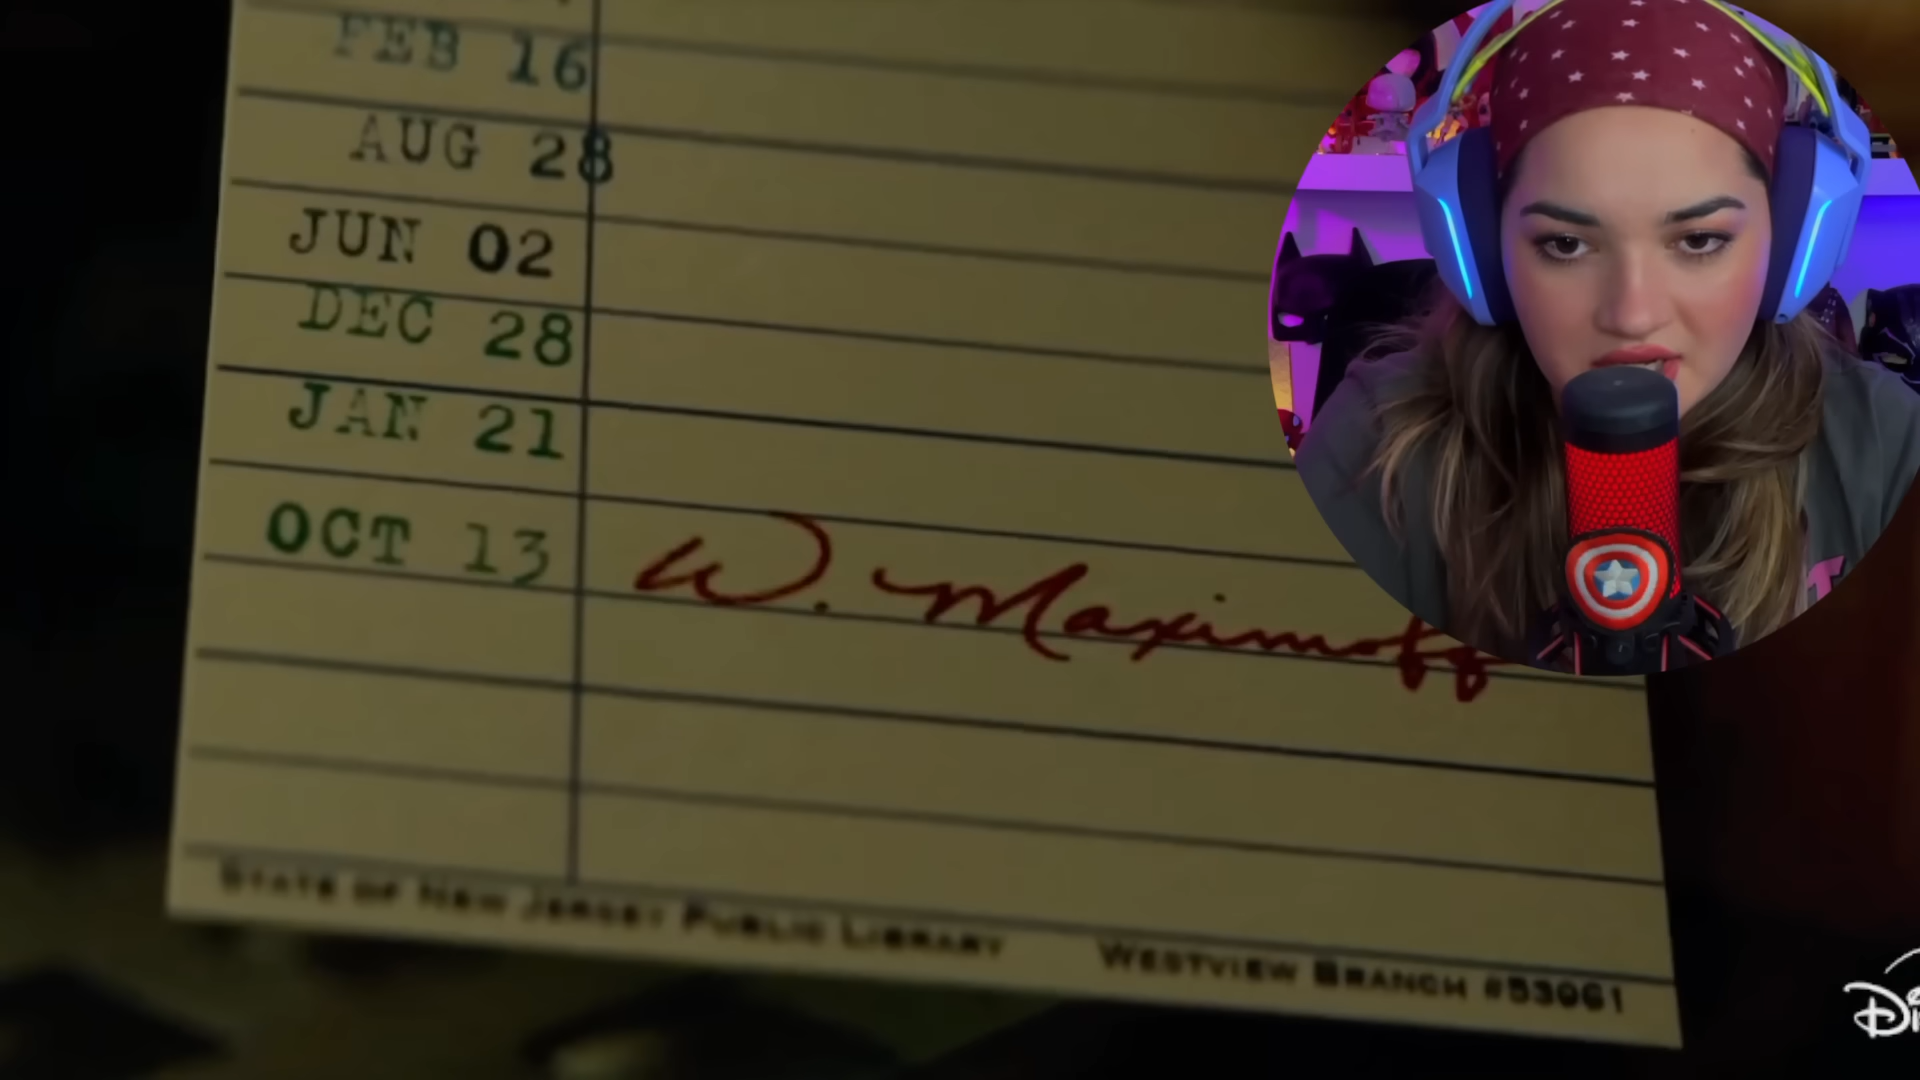 FEB 16
AUG 28
JUN 02
DEC 28
JAN 21
OCT 13 W. Maximoff
STATE OF NEW JERSEY PUBLIC LIBRARY WESTVIEW BRANCH #53061